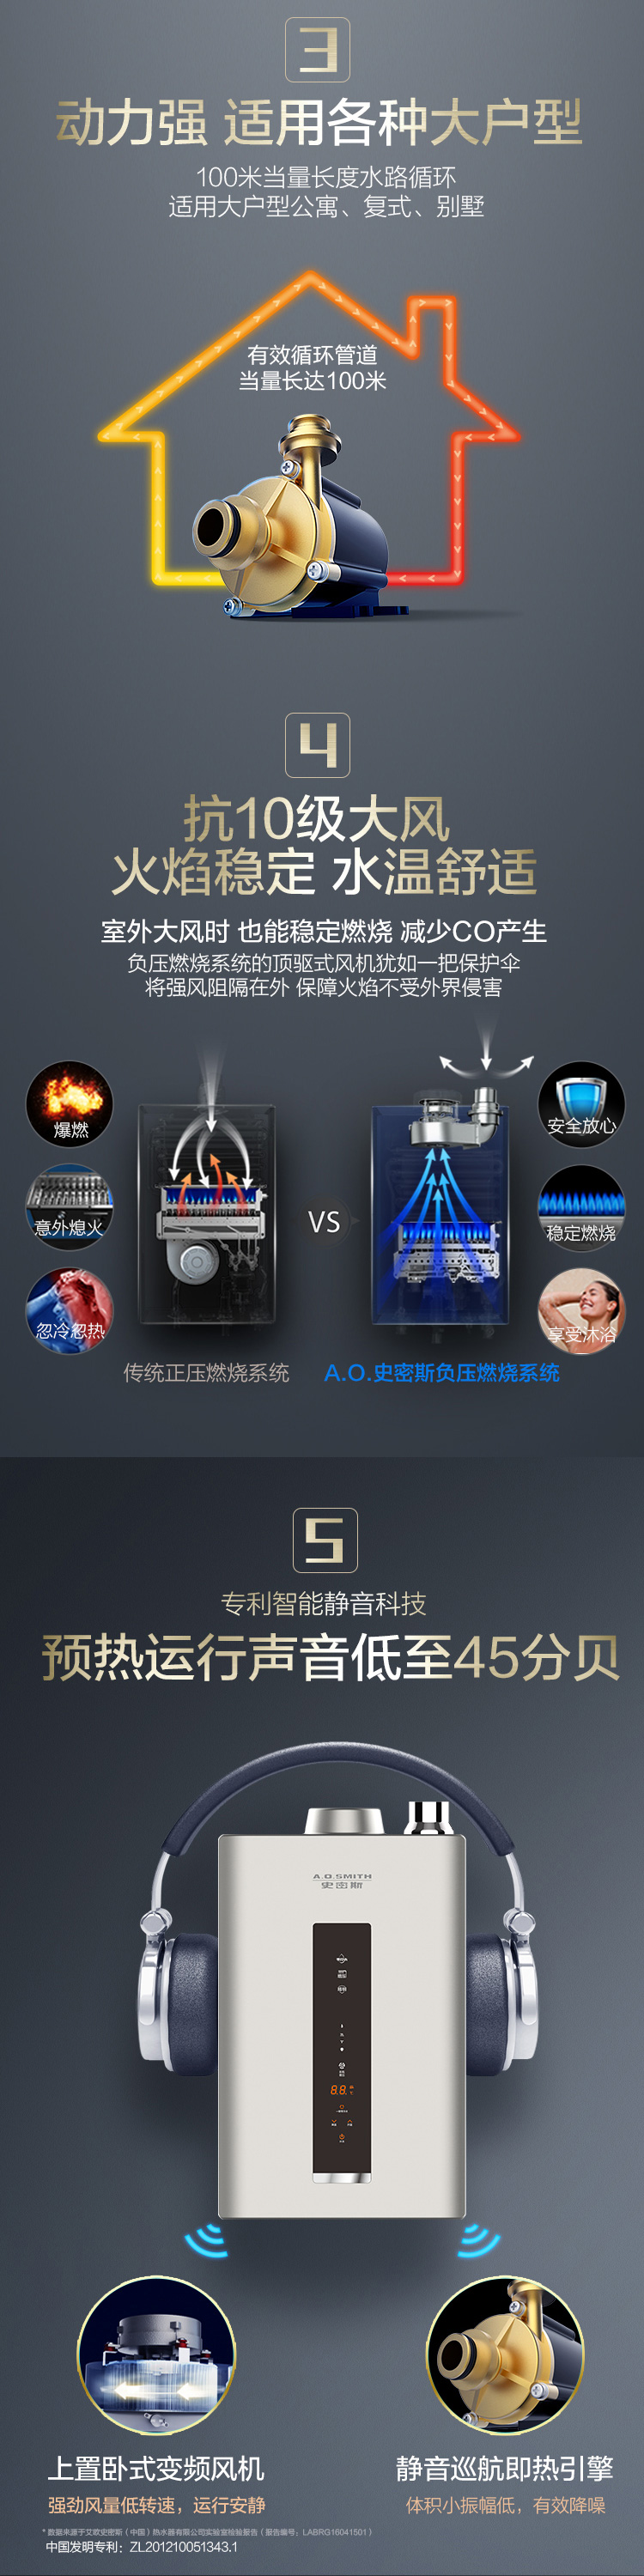 3
动力强 适用各种大户型
100米当量长度水路循环
适用大户型公寓、复式、别墅
有效循环管道
当量长达100米
4
抗10级大风
火焰稳定 水温舒适
室外大风时 也能稳定燃烧 减少CO产生
负压燃烧系统的顶驱式风机犹如一把保护伞
将强风阻隔在外 保障火焰不受外界侵害
爆燃
意外熄火
忽冷忽热
VS
安全放心
稳定燃烧
享受沐浴
传统正压燃烧系统
A.O.史密斯负压燃烧系统
5
专利智能静音科技
预热运行声音低至45分贝
A.O.SMITH
史密斯
8.8.
上置卧式变频风机
强劲风量低转速，运行安静
静音巡航即热引擎
体积小振幅低，有效降噪
* 数据来源于艾欧史密斯（中国）热水器有限公司实验室检验报告（报告编号：LABRG16041501）
中国发明专利：ZL201210051343.1